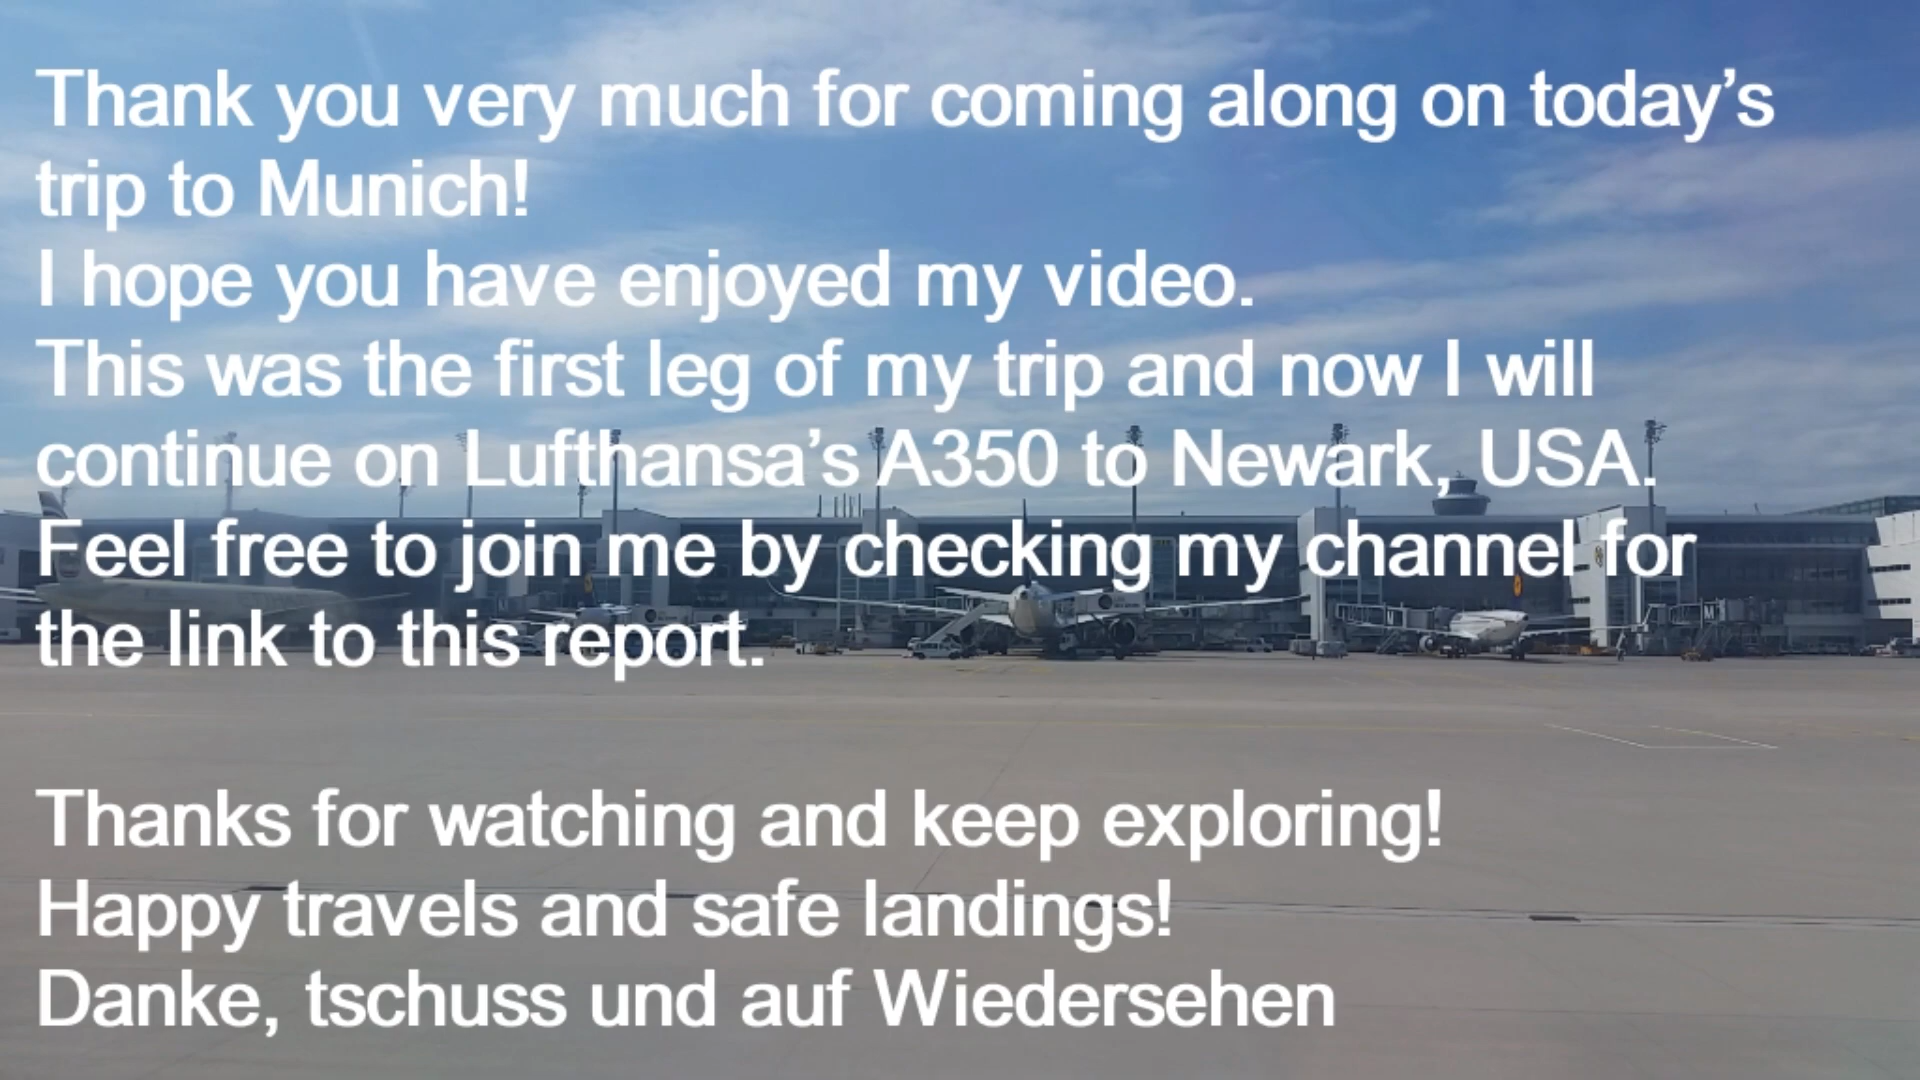 Thank you very much for coming along on today’s
trip to Munich!
I hope you have enjoyed my video.
This was the first leg of my trip and now I will
continue on Lufthansa’s A350 to Newark, USA.
Feel free to join me by checking my channel for
the link to this report.
Thanks for watching and keep exploring!
Happy travels and safe landings!
Danke, tschuss und auf Wiedersehen
M
M